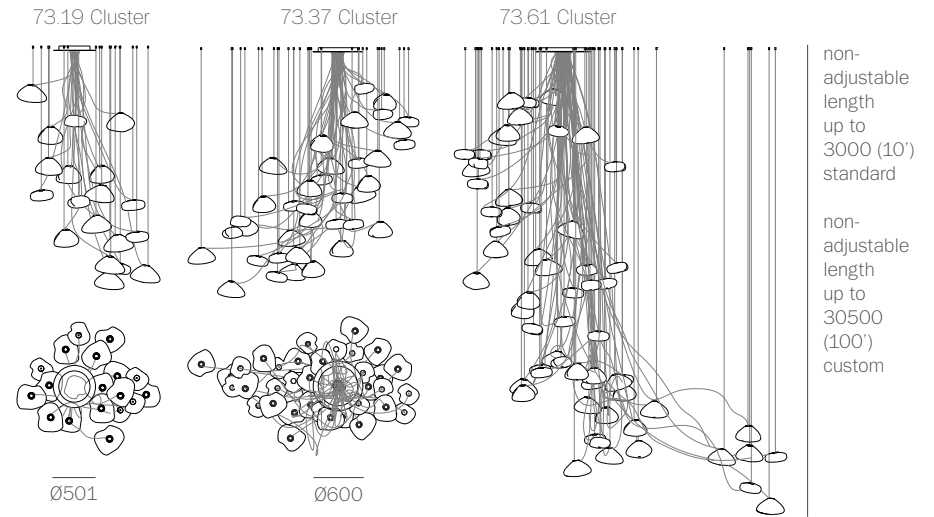 73.19 Cluster
73.37 Cluster
73.61 Cluster
non-
adjustable
length
up to
3000 (10’)
standard
non-
adjustable
length
up to
30500
(100’)
custom
Ø501
Ø600